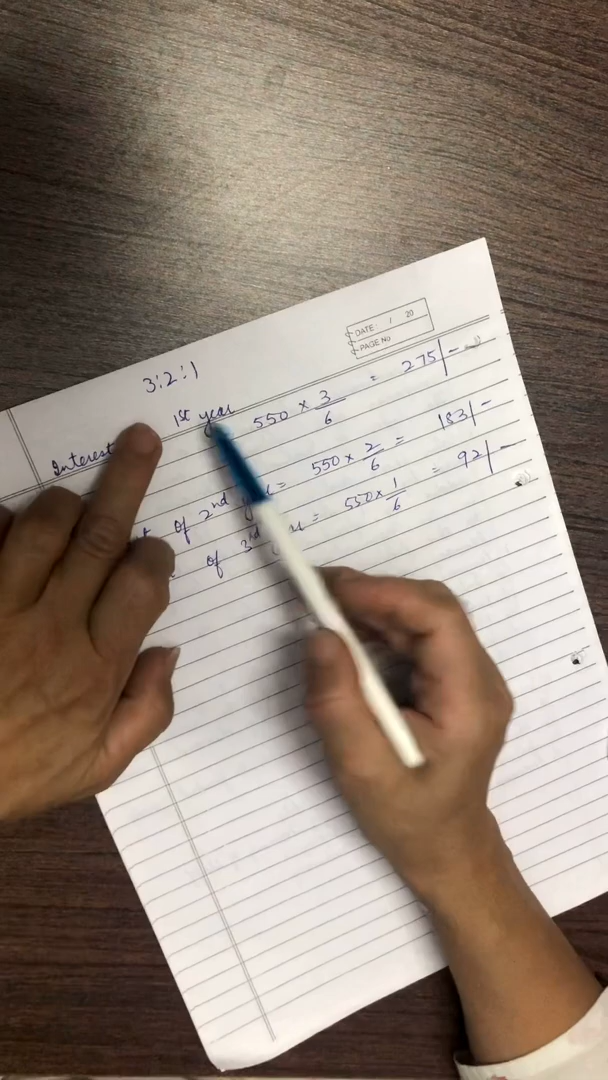 DATE: / 20
PAGE NO
3:2:1
Interest 1st year 550 × 3/6 = 275/-
of 2nd = 550 × 2/6 = 183/-
of 3rd = 550 × 1/6 = 92/-